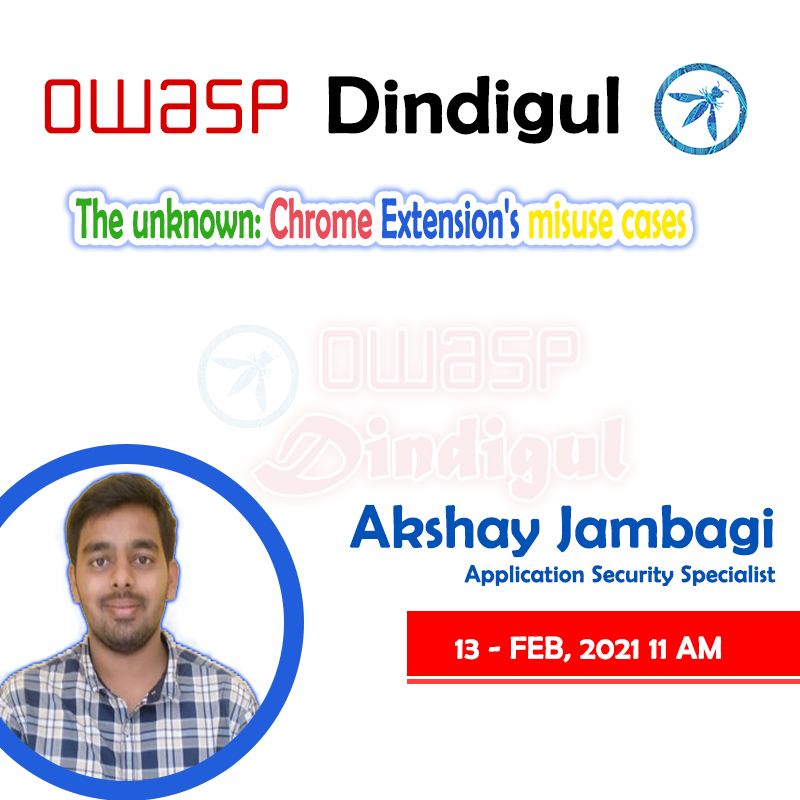 OWASP Dindigul
The unknown: Chrome Extension's misuse cases
OWASP
Dindigul
Akshay Jambagi
Application Security Specialist
13 - FEB, 2021 11 AM